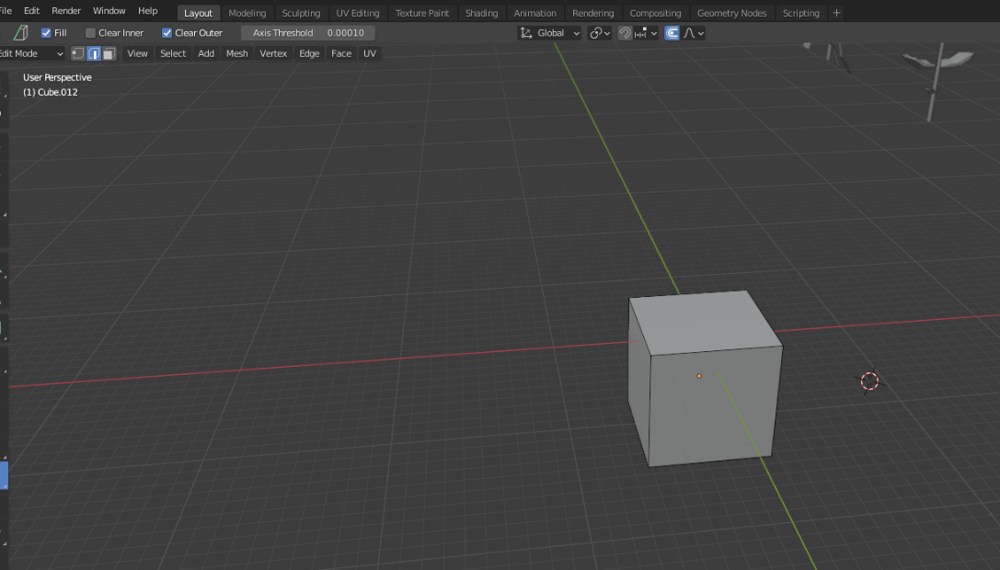 File Edit Render Window Help Layout Modeling Sculpting UV Editing Texture Paint Shading Animation Rendering Compositing Geometry Nodes Scripting +
Fill Clear Inner Clear Outer Axis Threshold 0.00010 Global
Edit Mode View Select Add Mesh Vertex Edge Face UV
User Perspective
(1) Cube.012